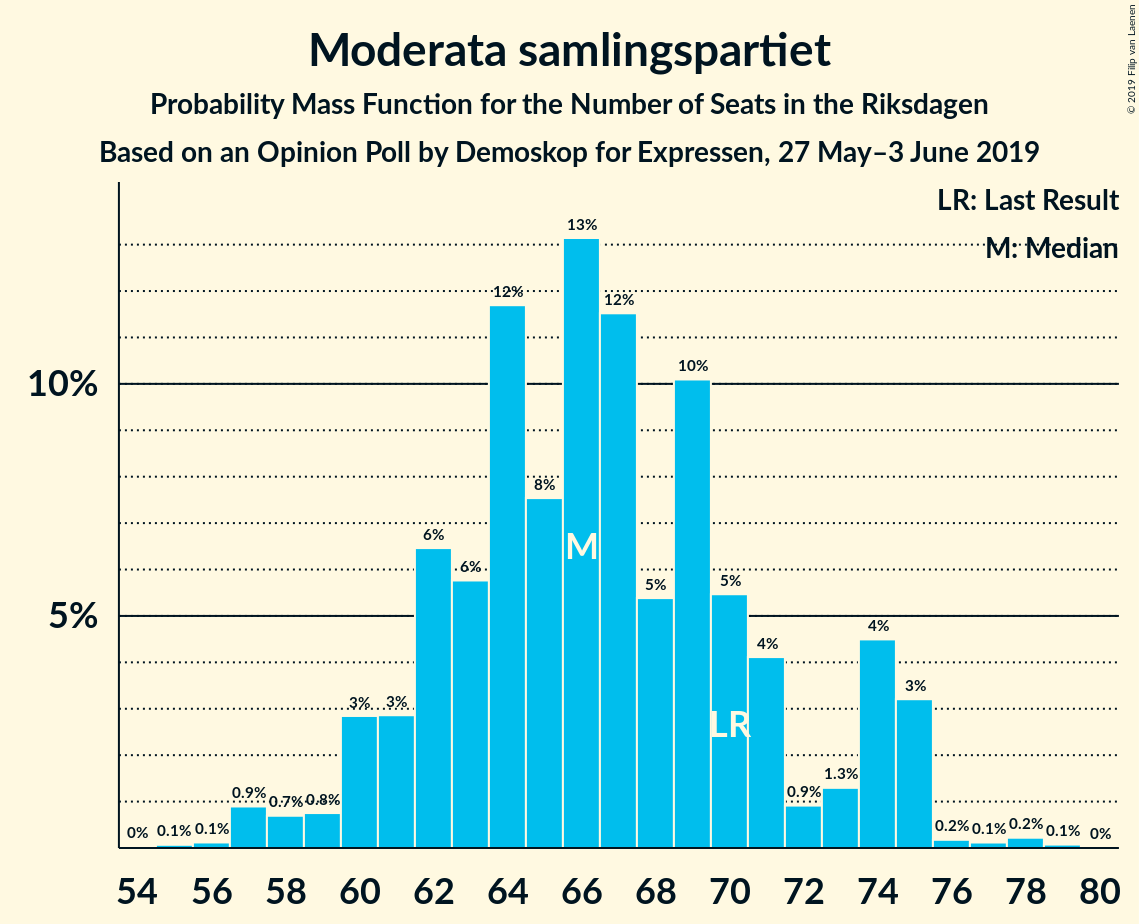 Moderata samlingspartiet
Probability Mass Function for the Number of Seats in the Riksdagen
Based on an Opinion Poll by Demoskop for Expressen, 27 May–3 June 2019
© 2019 Filip van Laenen
LR: Last Result
M: Median
10%
5%
0% 0.1% 0.1% 0.9% 0.7% 0.8% 3% 3% 6% 6% 12% 8% 13% 12% 5% 10% 5% 4% 0.9% 1.3% 4% 3% 0.2% 0.1% 0.2% 0.1% 0%
M
LR
54 56 58 60 62 64 66 68 70 72 74 76 78 80